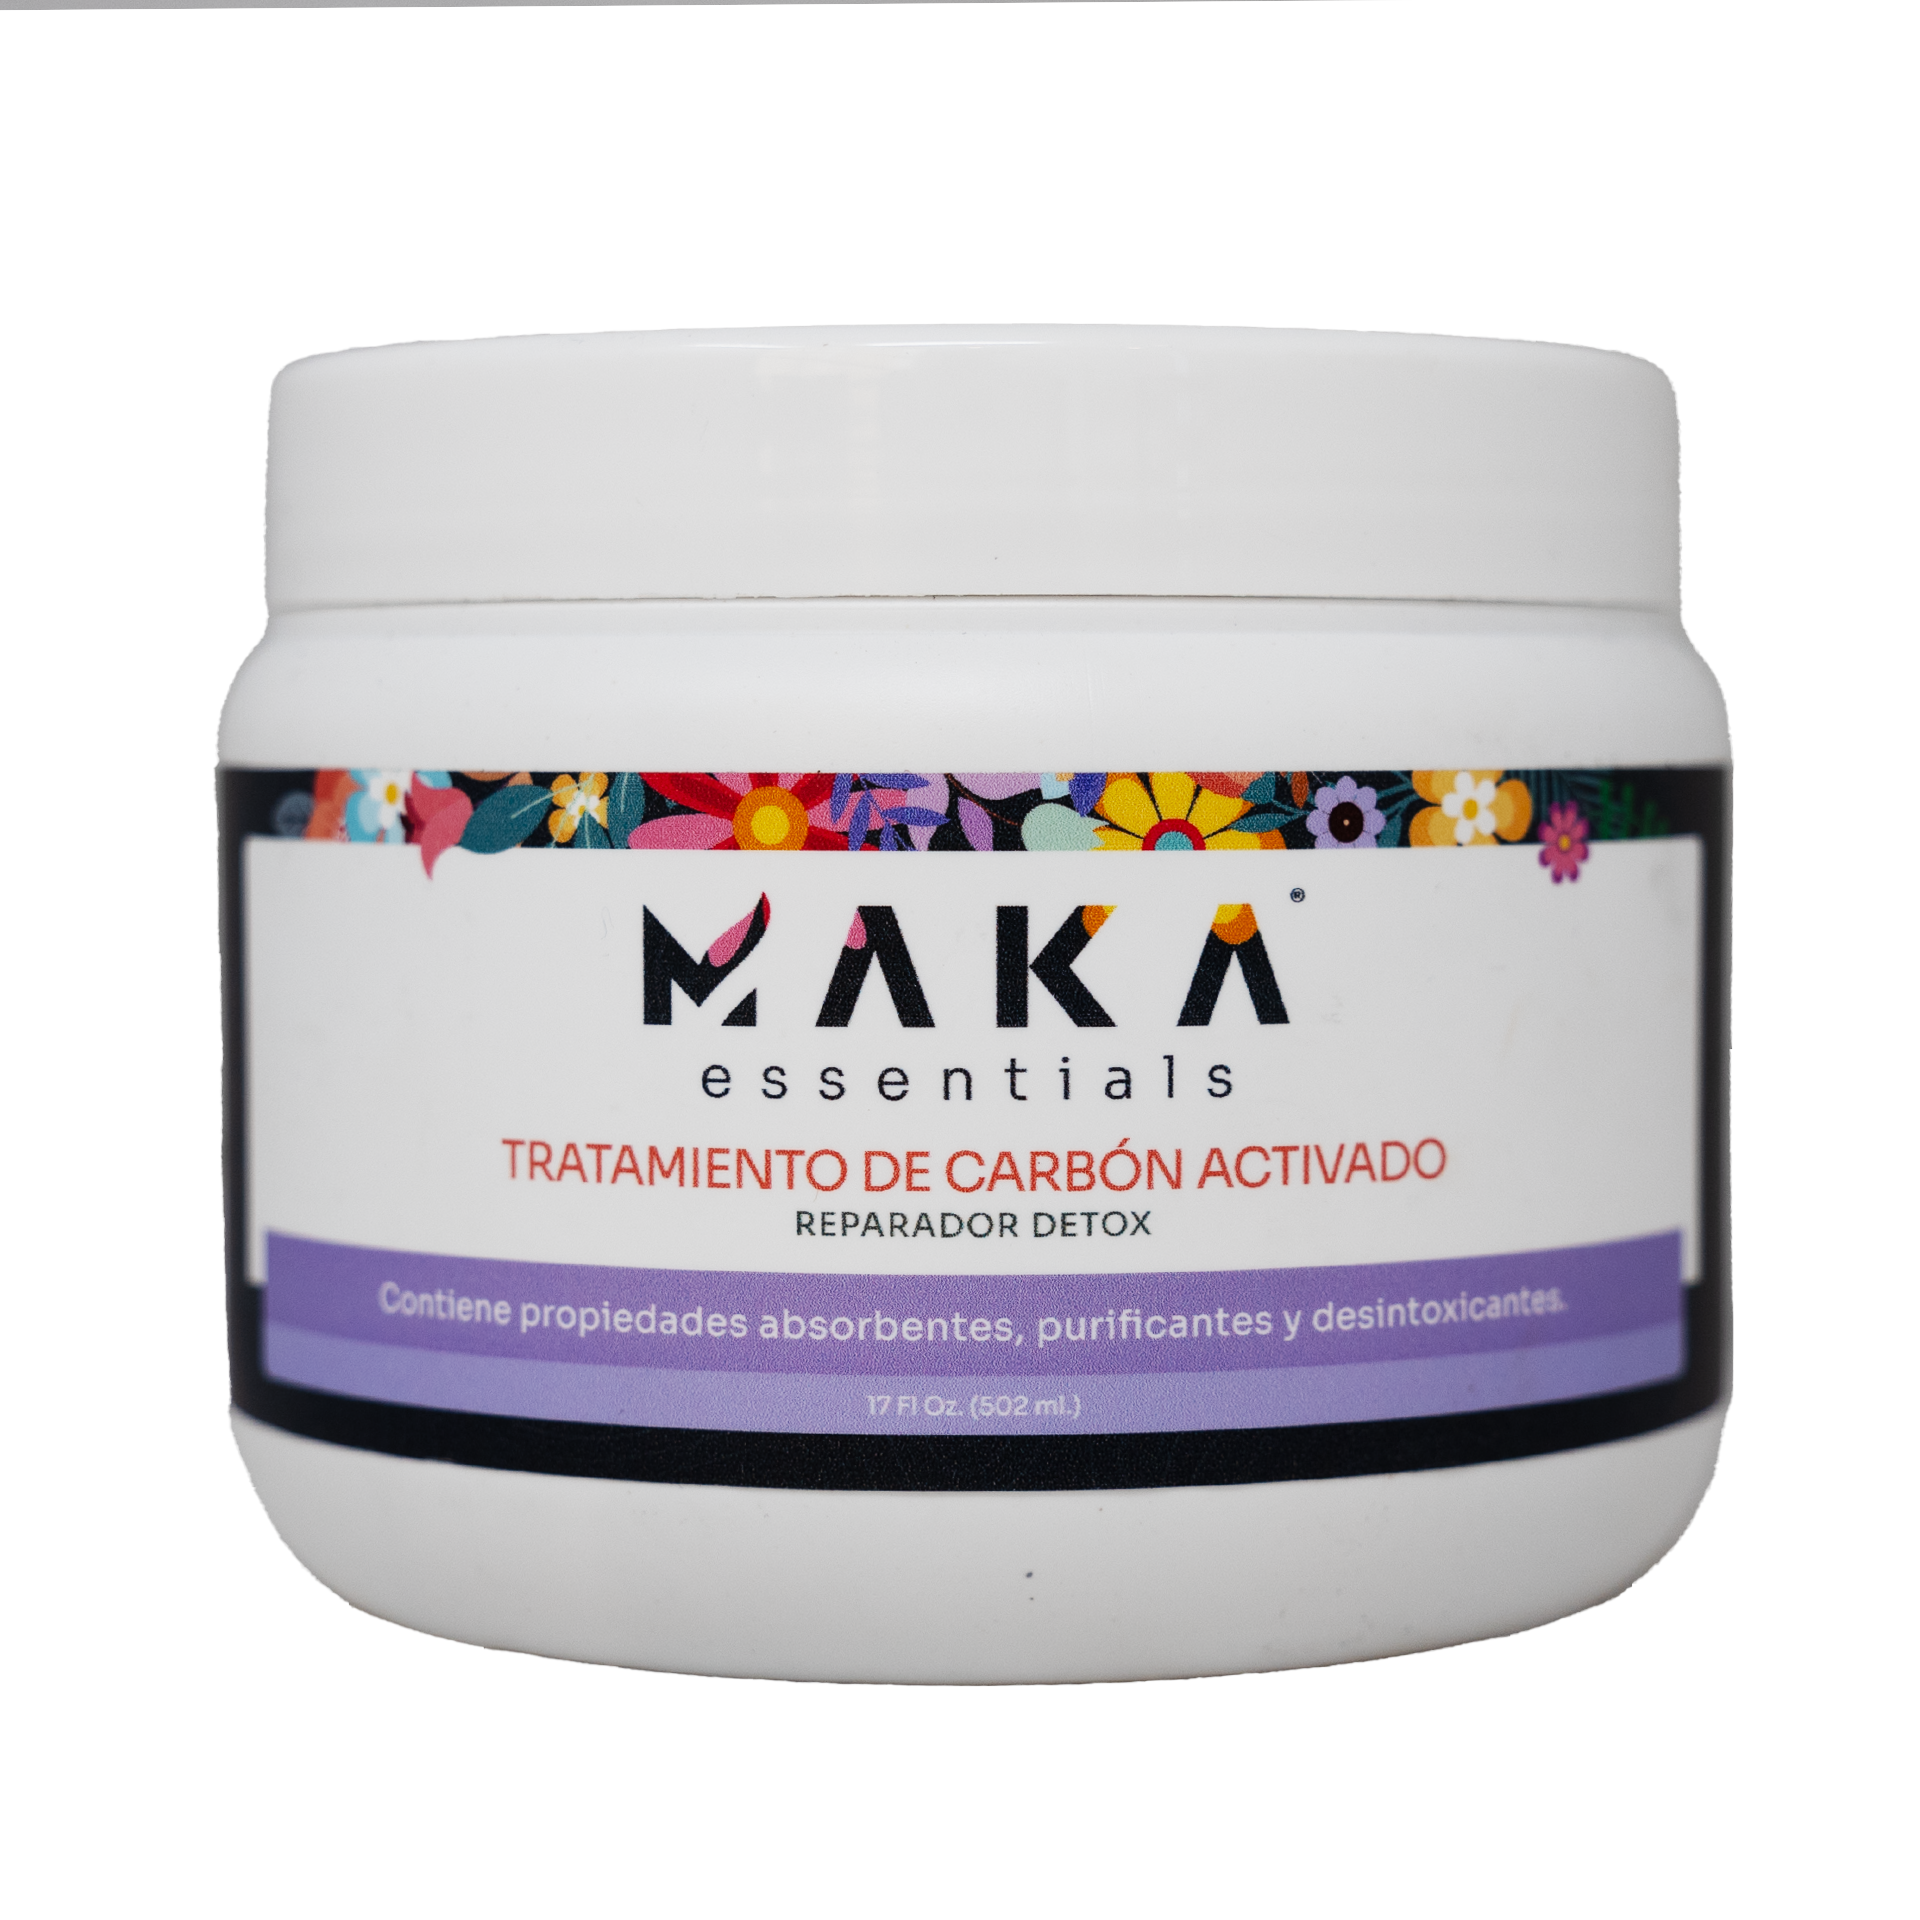 MAKA®
essentials
TRATAMIENTO DE CARBÓN ACTIVADO
REPARADOR DETOX
Contiene propiedades absorbentes, purificantes y desintoxicantes.
17 Fl Oz. (502 ml.)